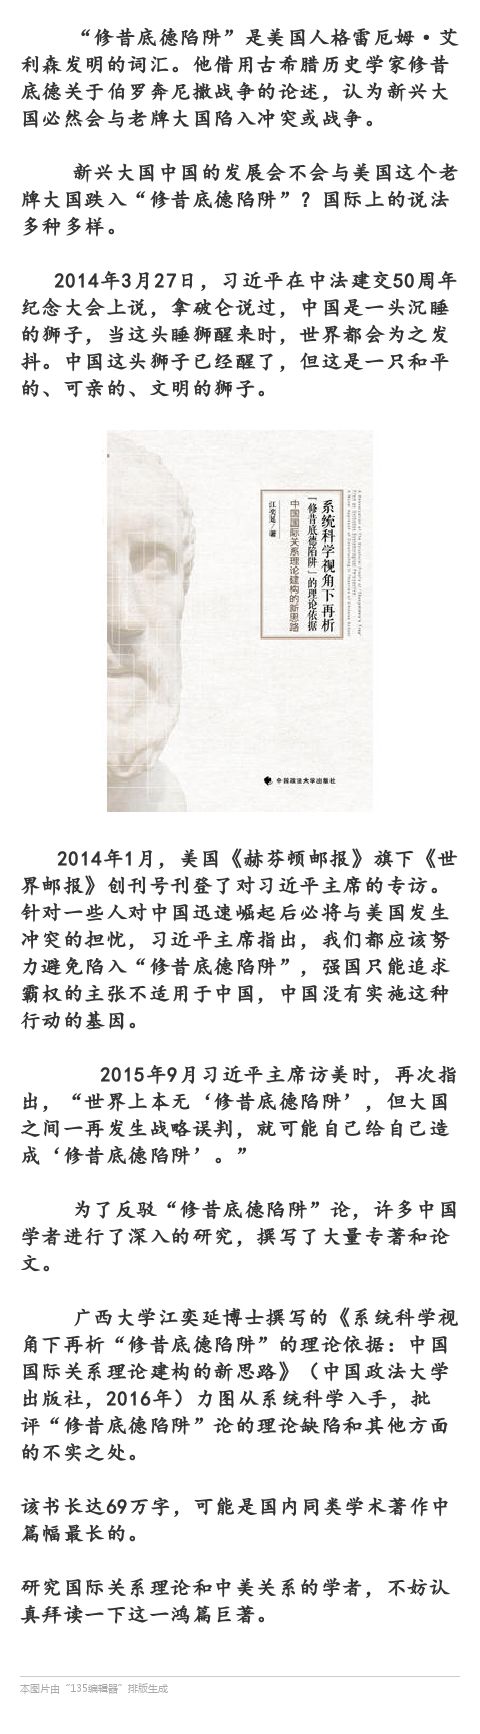 “修昔底德陷阱”是美国人格雷厄姆·艾
利森发明的词汇。他借用古希腊历史学家修昔
底德关于伯罗奔尼撒战争的论述，认为新兴大
国必然会与老牌大国陷入冲突或战争。
新兴大国中国的发展会不会与美国这个老
牌大国跌入“修昔底德陷阱”？国际上的说法
多种多样。
2014年3月27日，习近平在中法建交50周年
纪念大会上说，拿破仑说过，中国是一头沉睡
的狮子，当这头睡狮醒来时，世界都会为之发
抖。中国这头狮子已经醒了，但这是一只和平
的、可亲的、文明的狮子。
系统科学视角下再析
「修昔底德陷阱」的理论依据
中国国际关系理论建构的新思路
江奕延/著
中国政法大学出版社
2014年1月，美国《赫芬顿邮报》旗下《世
界邮报》创刊号刊登了对习近平主席的专访。
针对一些人对中国迅速崛起后必将与美国发生
冲突的担忧，习近平主席指出，我们都应该努
力避免陷入“修昔底德陷阱”，强国只能追求
霸权的主张不适用于中国，中国没有实施这种
行动的基因。
2015年9月习近平主席访美时，再次指
出，“世界上本无‘修昔底德陷阱’，但大国
之间一再发生战略误判，就可能自己给自己造
成‘修昔底德陷阱’。”
为了反驳“修昔底德陷阱”论，许多中国
学者进行了深入的研究，撰写了大量专著和论
文。
广西大学江奕延博士撰写的《系统科学视
角下再析“修昔底德陷阱”的理论依据：中国
国际关系理论建构的新思路》（中国政法大学
出版社，2016年）力图从系统科学入手，批
评“修昔底德陷阱”论的理论缺陷和其他方面
的不实之处。
该书长达69万字，可能是国内同类学术著作中
篇幅最长的。
研究国际关系理论和中美关系的学者，不妨认
真拜读一下这一鸿篇巨著。
本图片由“135编辑器”排版生成